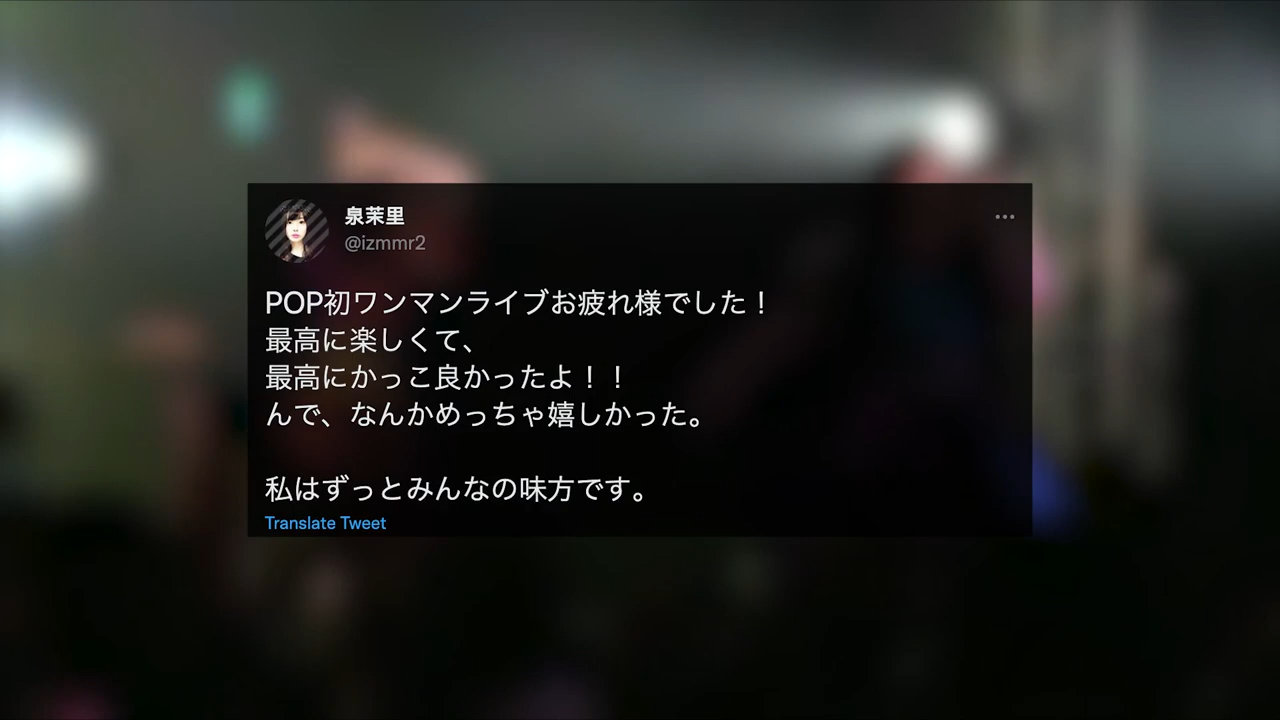 泉茉里
@izmmr2
POP初ワンマンライブお疲れ様でした！
最高に楽しくて、
最高にかっこ良かったよ！！
んで、なんかめっちゃ嬉しかった。
私はずっとみんなの味方です。
Translate Tweet